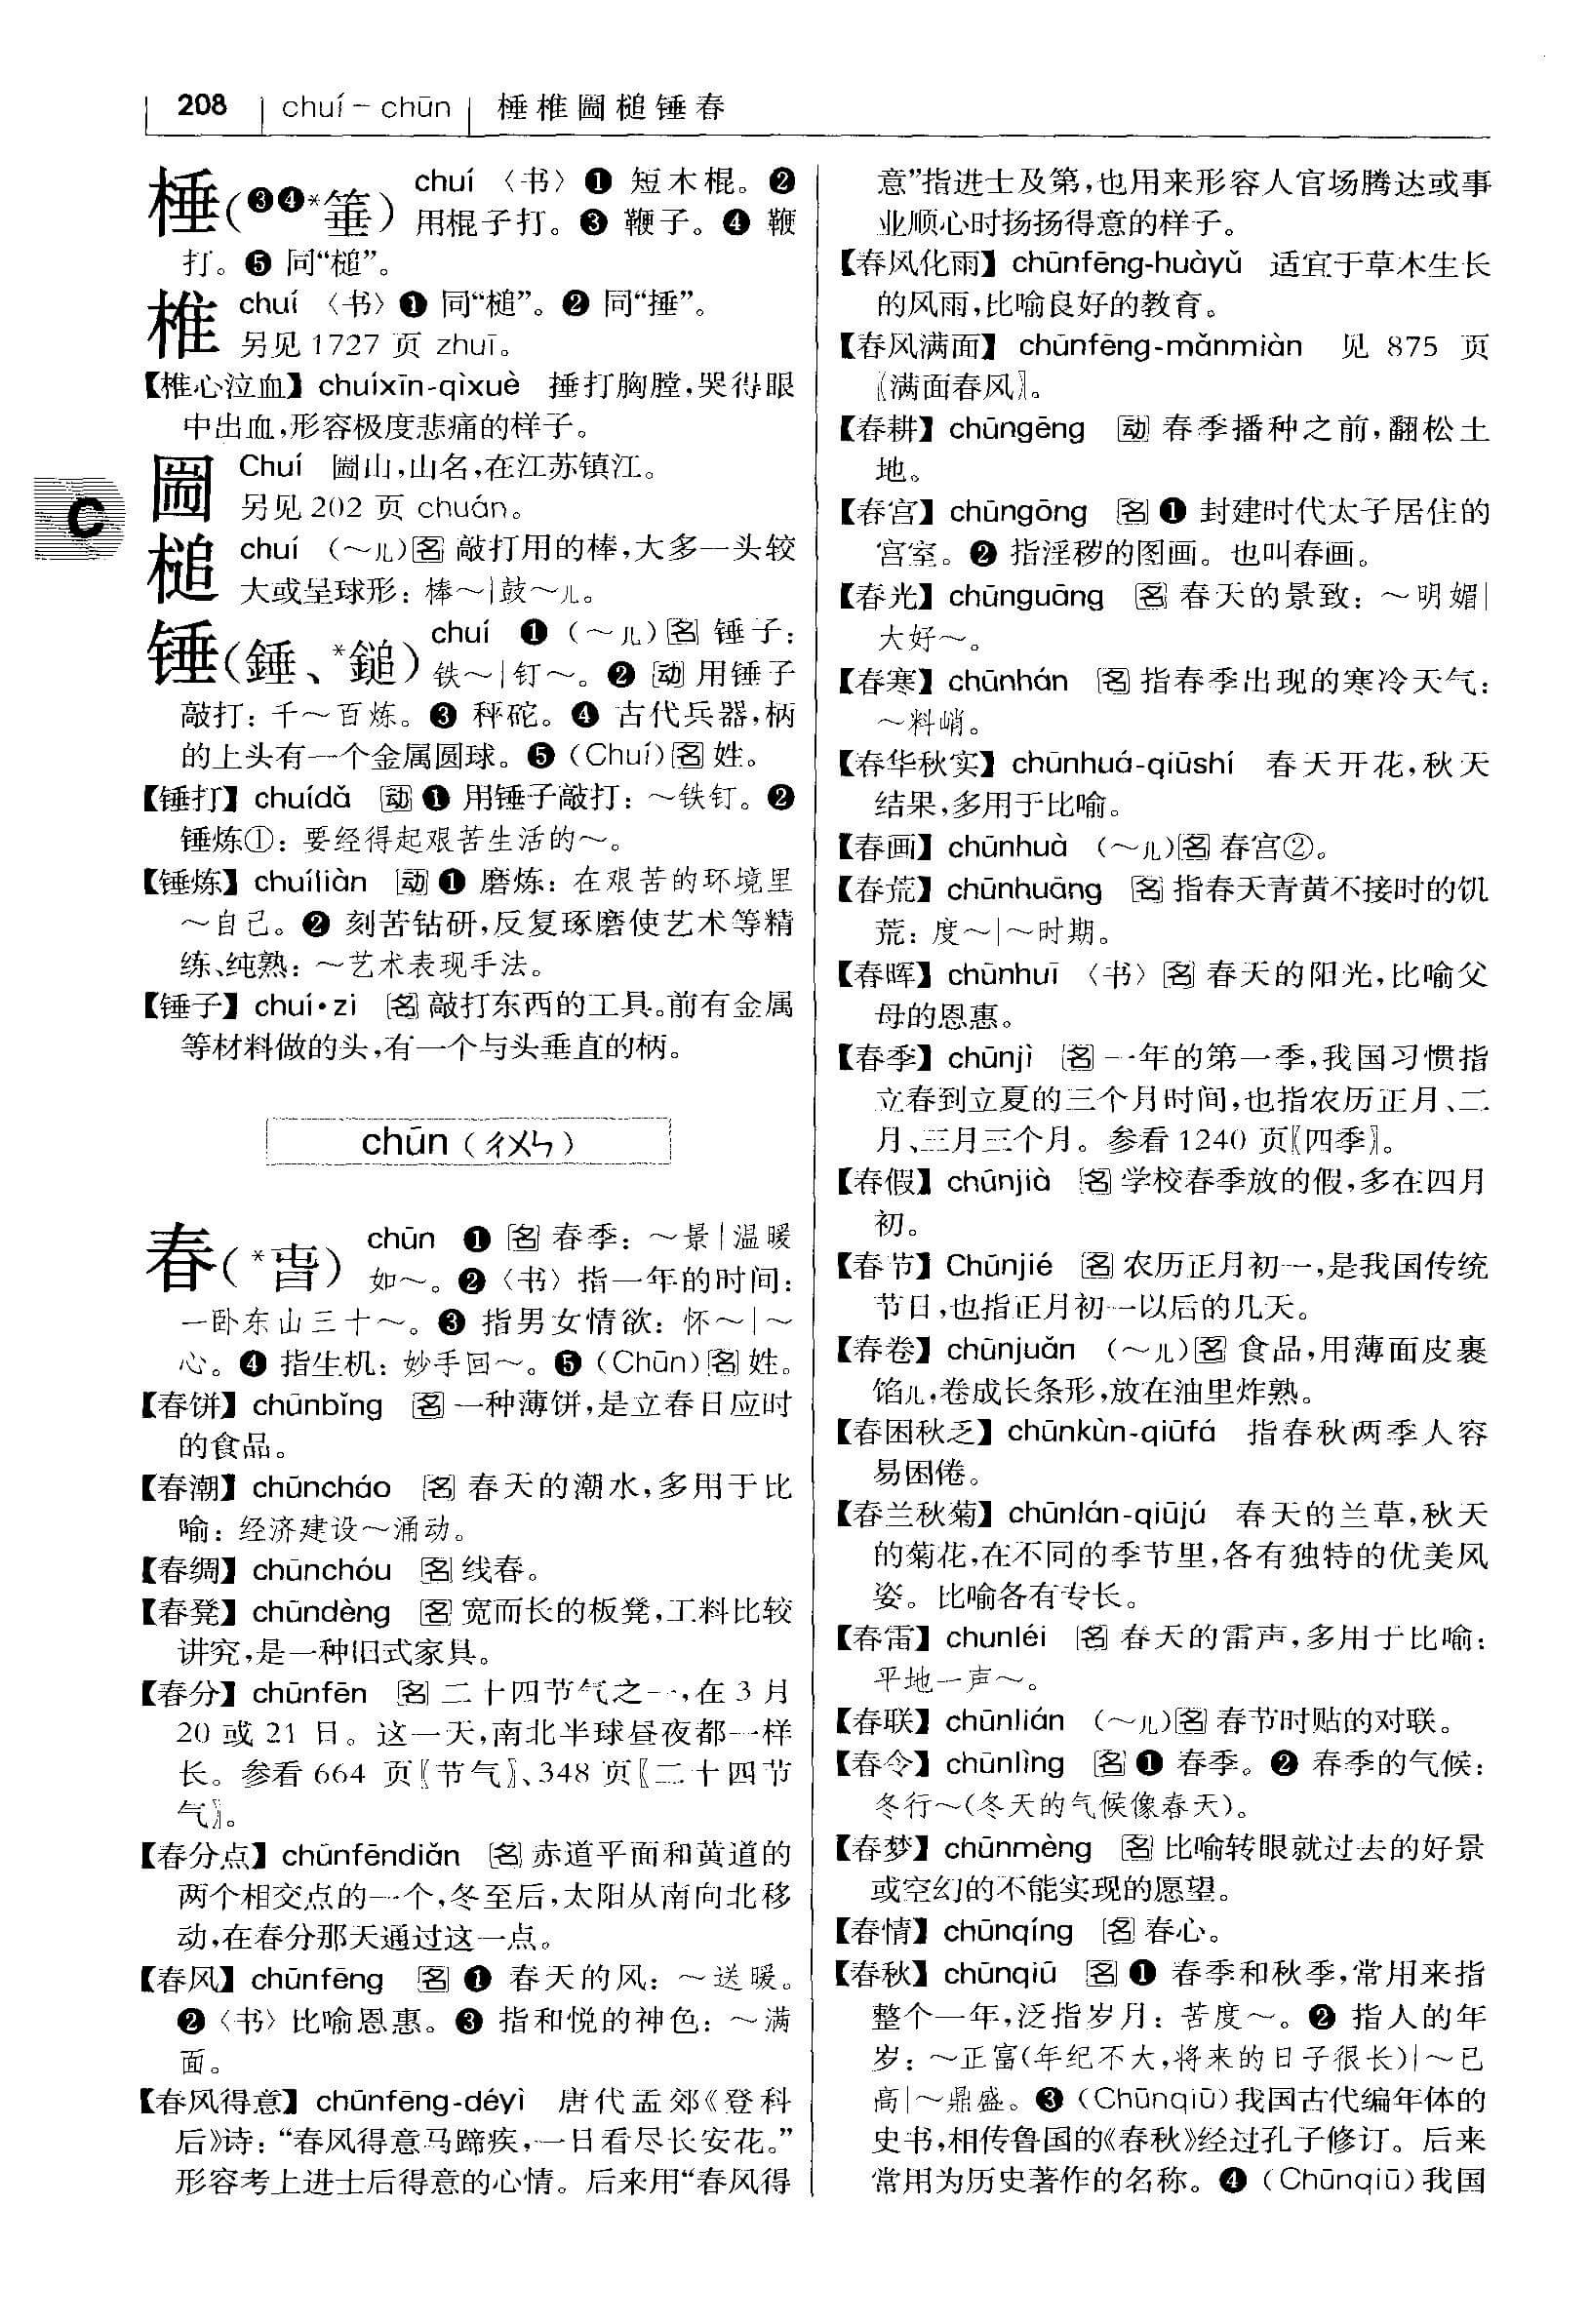 208 chuí－chūn 棰椎圌槌锤春
棰(❸❹*箠) chuí 〈书〉❶ 短木棍。❷
用棍子打。❸ 鞭子。❹ 鞭
打。❺ 同“槌”。
椎 chuí 〈书〉❶ 同“槌”。❷ 同“捶”。
另见 1727 页 zhuī。
【椎心泣血】 chuíxīn-qìxuè 捶打胸膛,哭得眼
中出血,形容极度悲痛的样子。
圌 Chuí 圌山,山名,在江苏镇江。
另见 202 页 chuán。
C
槌 chuí (～儿)名 敲打用的棒,大多一头较
大或呈球形：棒～|鼓～儿。
锤(錘、*鎚) chuí ❶ (～儿)名 锤子：
铁～|钉～。❷ 动 用锤子
敲打：千～百炼。❸ 秤砣。❹ 古代兵器,柄
的上头有一个金属圆球。❺ (Chuí)名 姓。
【锤打】 chuídǎ 动 ❶ 用锤子敲打：～铁钉。❷
锤炼①：要经得起艰苦生活的～。
【锤炼】 chuíliàn 动 ❶ 磨炼：在艰苦的环境里
～自己。❷ 刻苦钻研,反复琢磨使艺术等精
练、纯熟：～艺术表现手法。
【锤子】 chuí•zi 名 敲打东西的工具。前有金属
等材料做的头,有一个与头垂直的柄。
chūn (ㄔㄨㄣ)
春(*旾) chūn ❶ 名 春季：～景|温暖
如～。❷〈书〉指一年的时间：
一卧东山三十～。❸ 指男女情欲：怀～|～
心。❹ 指生机：妙手回～。❺ (Chūn)名 姓。
【春饼】 chūnbǐng 名 一种薄饼,是立春日应时
的食品。
【春潮】 chūncháo 名 春天的潮水,多用于比
喻：经济建设～涌动。
【春绸】 chūnchóu 名 线春。
【春凳】 chūndèng 名 宽而长的板凳,工料比较
讲究,是一种旧式家具。
【春分】 chūnfēn 名 二十四节气之一,在 3 月
20 或 21 日。这一天,南北半球昼夜都一样
长。参看 664 页〖节气〗、348 页〖二十四节
气〗。
【春分点】 chūnfēndiǎn 名 赤道平面和黄道的
两个相交点的一个,冬至后,太阳从南向北移
动,在春分那天通过这一点。
【春风】 chūnfēng 名 ❶ 春天的风：～送暖。
❷〈书〉比喻恩惠。❸ 指和悦的神色：～满
面。
【春风得意】 chūnfēng-déyì 唐代孟郊《登科
后》诗：“春风得意马蹄疾,一日看尽长安花。”
形容考上进士后得意的心情。后来用“春风得
意”指进士及第,也用来形容人官场腾达或事
业顺心时扬扬得意的样子。
【春风化雨】 chūnfēng-huàyǔ 适宜于草木生长
的风雨,比喻良好的教育。
【春风满面】 chūnfēng-mǎnmiàn 见 875 页
〖满面春风〗。
【春耕】 chūngēng 动 春季播种之前,翻松土
地。
【春宫】 chūngōng 名 ❶ 封建时代太子居住的
宫室。❷ 指淫秽的图画。也叫春画。
【春光】 chūnguāng 名 春天的景致：～明媚|
大好～。
【春寒】 chūnhán 名 指春季出现的寒冷天气：
～料峭。
【春华秋实】 chūnhuá-qiūshí 春天开花,秋天
结果,多用于比喻。
【春画】 chūnhuà (～儿)名 春宫②。
【春荒】 chūnhuāng 名 指春天青黄不接时的饥
荒：度～|～时期。
【春晖】 chūnhuī 〈书〉名 春天的阳光,比喻父
母的恩惠。
【春季】 chūnjì 名 一年的第一季,我国习惯指
立春到立夏的三个月时间,也指农历正月、二
月、三月三个月。参看 1240 页〖四季〗。
【春假】 chūnjià 名 学校春季放的假,多在四月
初。
【春节】 Chūnjié 名 农历正月初一,是我国传统
节日,也指正月初一以后的几天。
【春卷】 chūnjuǎn (～儿)名 食品,用薄面皮裹
馅儿,卷成长条形,放在油里炸熟。
【春困秋乏】 chūnkùn-qiūfá 指春秋两季人容
易困倦。
【春兰秋菊】 chūnlán-qiūjú 春天的兰草,秋天
的菊花,在不同的季节里,各有独特的优美风
姿。比喻各有专长。
【春雷】 chunléi 名 春天的雷声,多用于比喻：
平地一声～。
【春联】 chūnlián (～儿)名 春节时贴的对联。
【春令】 chūnlìng 名 ❶ 春季。❷ 春季的气候：
冬行～(冬天的气候像春天)。
【春梦】 chūnmèng 名 比喻转眼就过去的好景
或空幻的不能实现的愿望。
【春情】 chūnqíng 名 春心。
【春秋】 chūnqiū 名 ❶ 春季和秋季,常用来指
整个一年,泛指岁月：苦度～。❷ 指人的年
岁：～正富(年纪不大,将来的日子很长)|～已
高|～鼎盛。❸ (Chūnqiū)我国古代编年体的
史书,相传鲁国的《春秋》经过孔子修订。后来
常用为历史著作的名称。❹ (Chūnqiū)我国